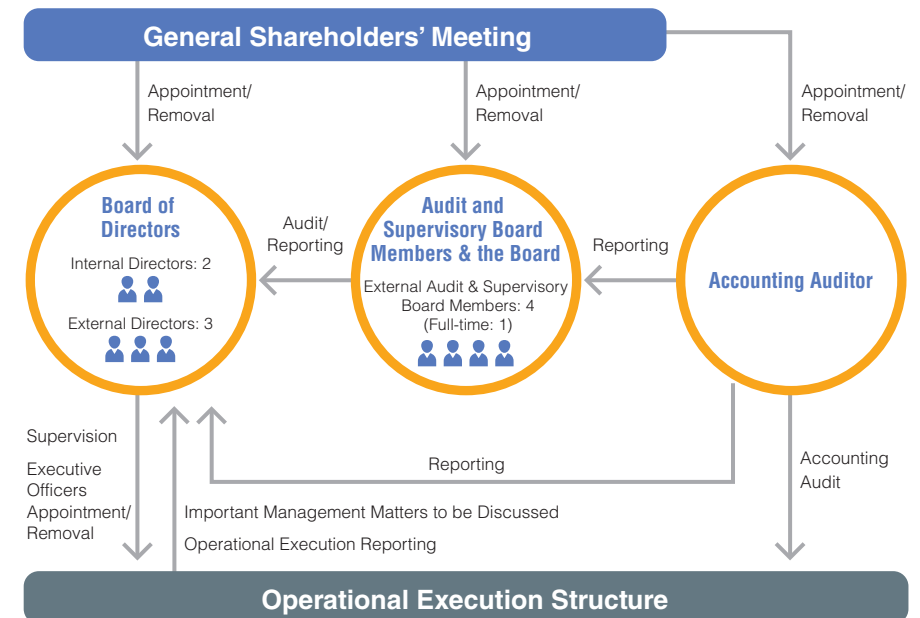 General Shareholders’ Meeting
Appointment/
Removal
Appointment/
Removal
Appointment/
Removal
Board of
Directors
Internal Directors: 2
External Directors: 3
Audit/
Reporting
Audit and
Supervisory Board
Members & the Board
External Audit & Supervisory
Board Members: 4
(Full-time: 1)
Reporting
Accounting Auditor
Supervision
Executive
Officers
Appointment/
Removal
Reporting
Important Management Matters to be Discussed
Operational Execution Reporting
Accounting
Audit
Operational Execution Structure